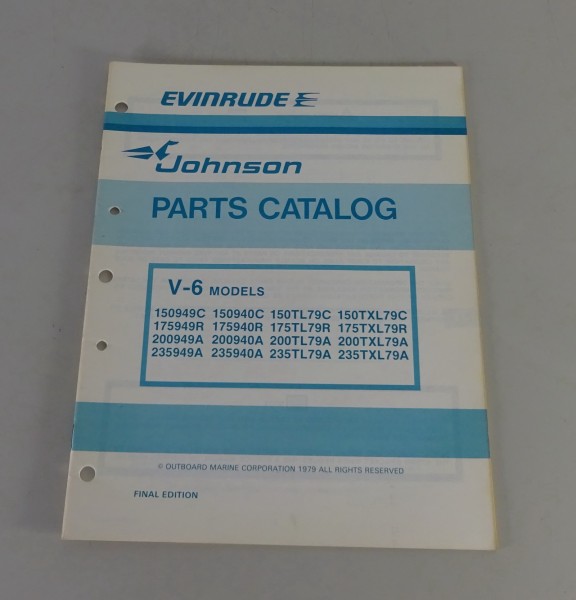 EVINRUDE
Johnson
PARTS CATALOG
V-6 MODELS
150949C 150940C 150TL79C 150TXL79C
175949R 175940R 175TL79R 175TXL79R
200949A 200940A 200TL79A 200TXL79A
235949A 235940A 235TL79A 235TXL79A
© OUTBOARD MARINE CORPORATION 1979 ALL RIGHTS RESERVED
FINAL EDITION